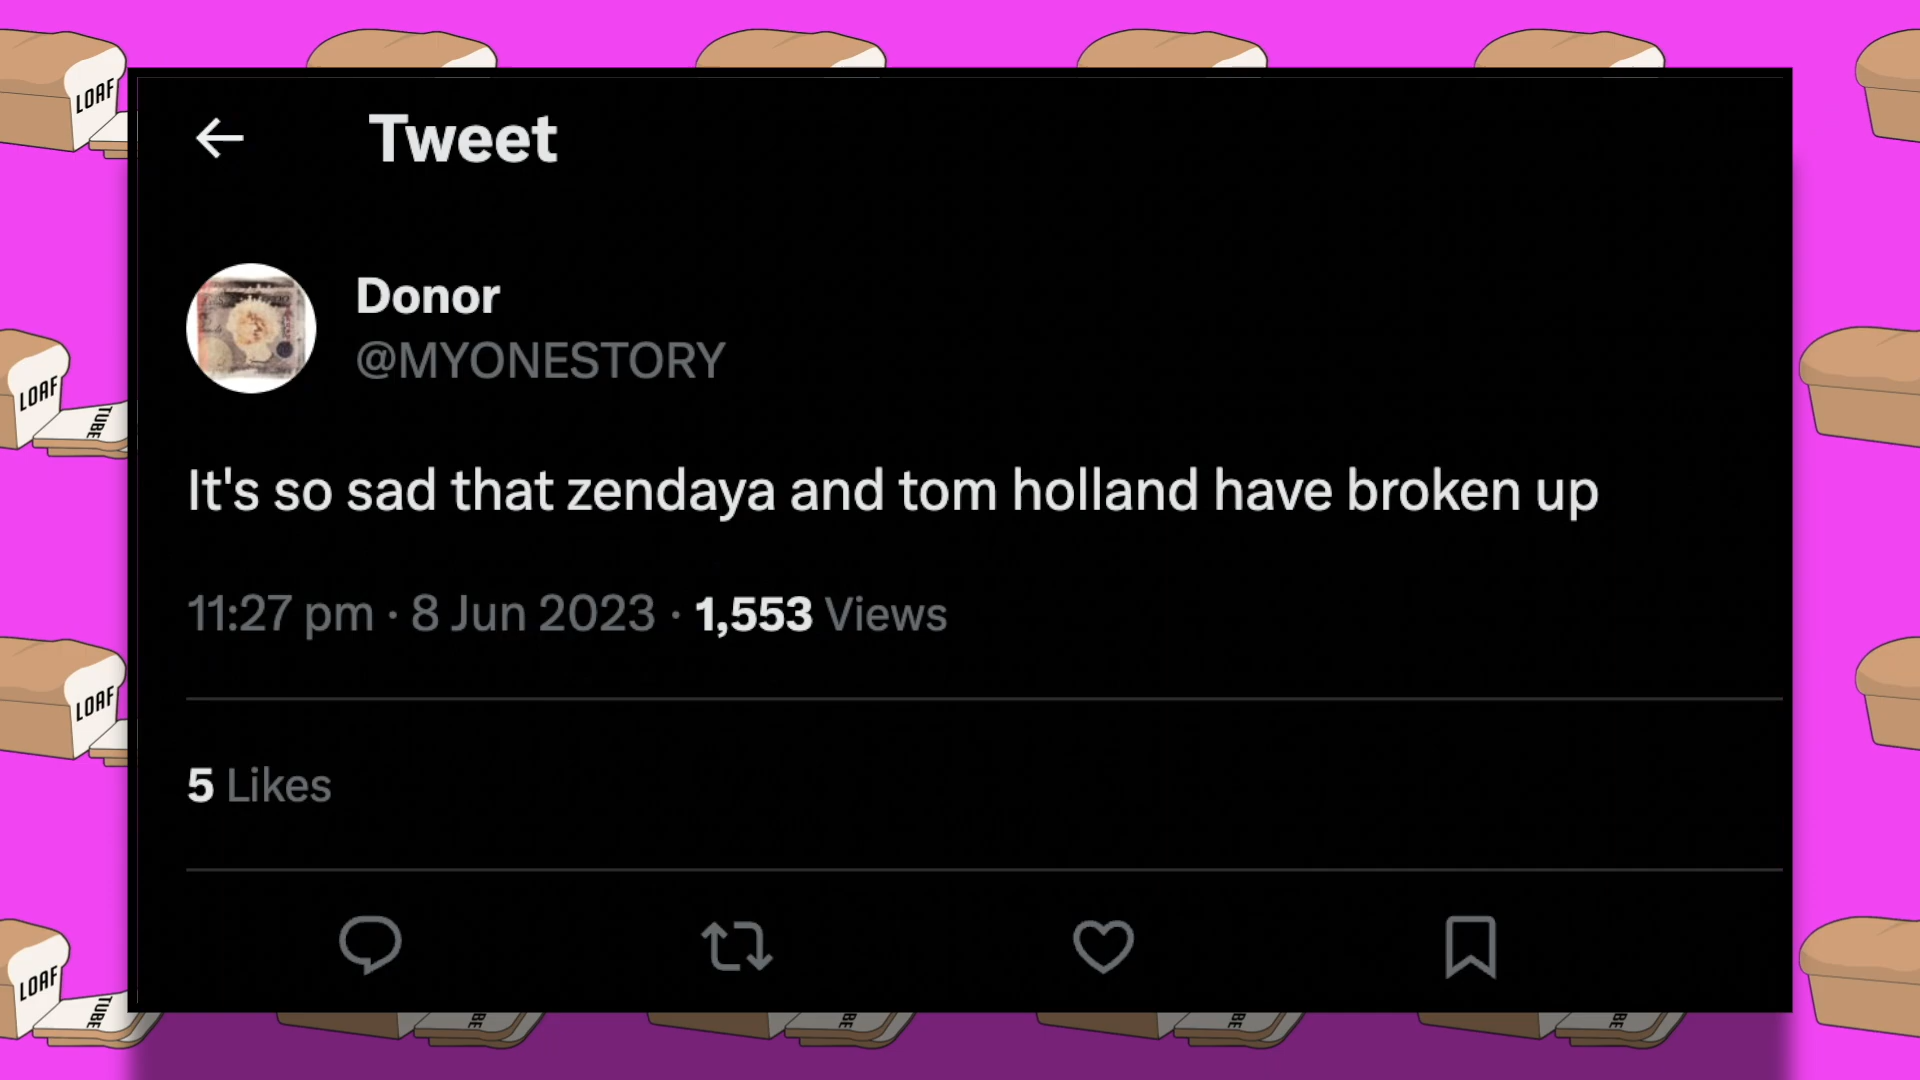 LOAF
Tweet
Donor
@MYONESTORY
LOAF
TUBE
It's so sad that zendaya and tom holland have broken up
11:27 pm · 8 Jun 2023 · 1,553 Views
LOAF
5 Likes
LOAF
TUBE